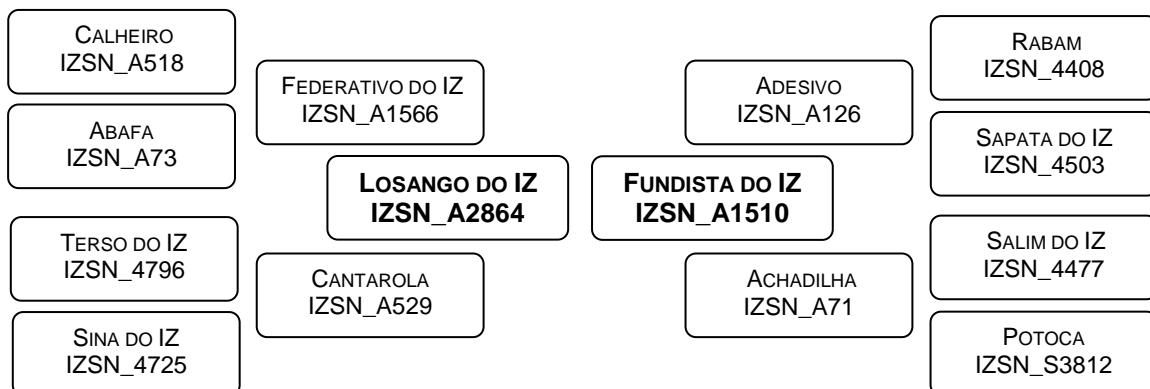 CALHEIRO
IZSN_A518
FEDERATIVO DO IZ
IZSN_A1566
ABAFA
IZSN_A73
LOSANGO DO IZ
IZSN_A2864
TERSO DO IZ
IZSN_4796
CANTAROLA
IZSN_A529
SINA DO IZ
IZSN_4725
RABAM
IZSN_4408
ADESIVO
IZSN_A126
SAPATA DO IZ
IZSN_4503
FUNDISTA DO IZ
IZSN_A1510
SALIM DO IZ
IZSN_4477
ACHADILHA
IZSN_A71
POTOCA
IZSN_S3812